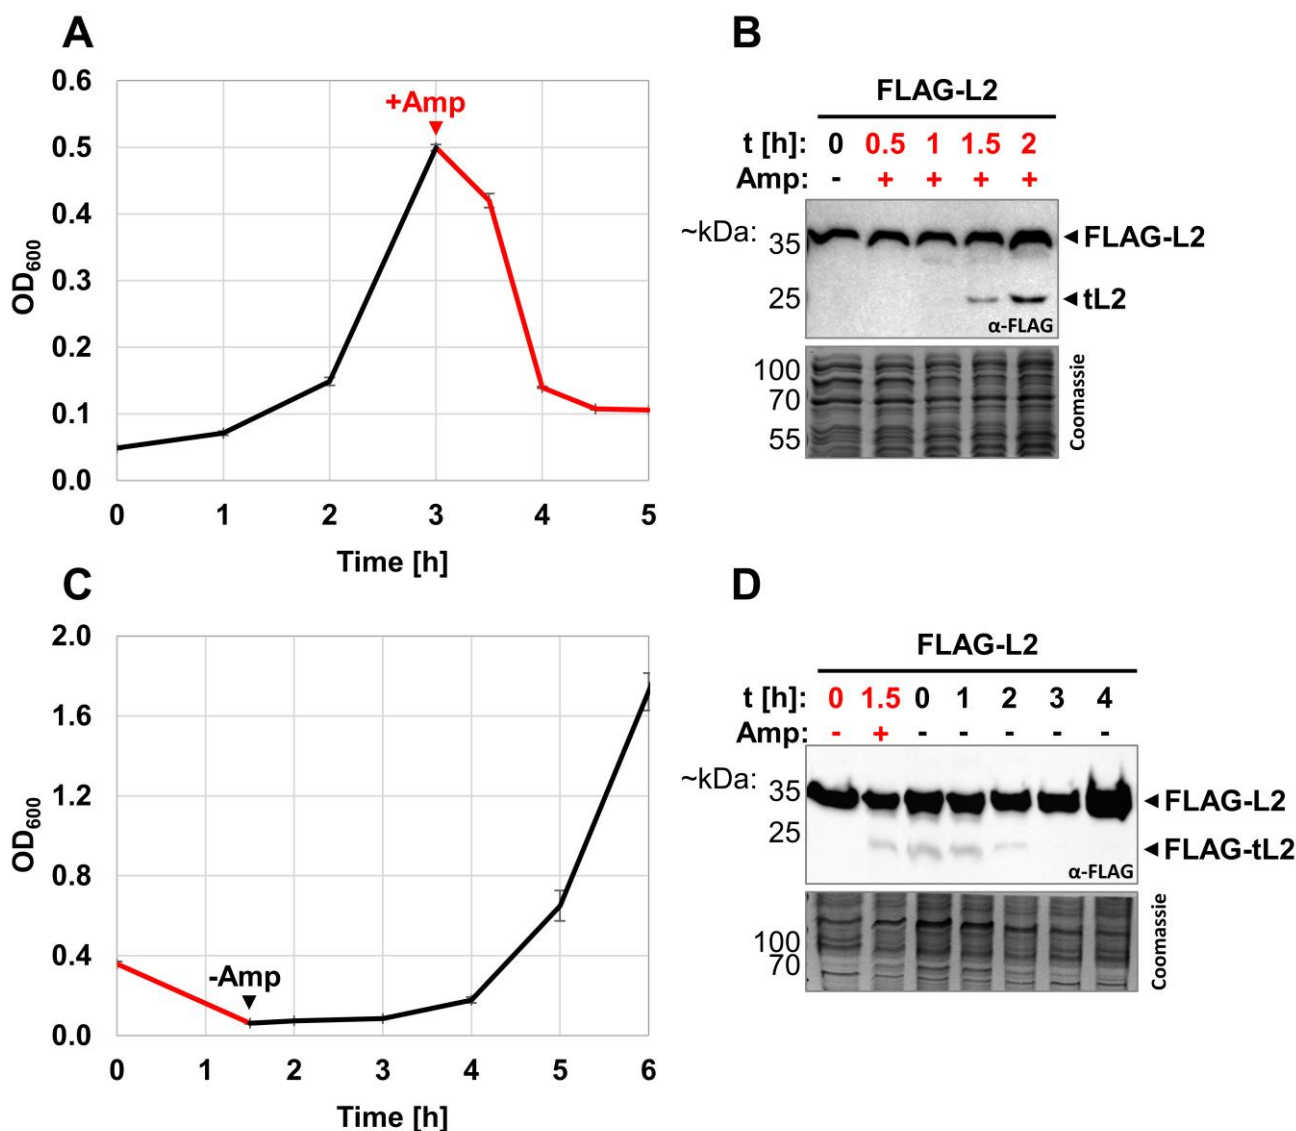 A
0.6
0.5
0.4
0.3
0.2
0.1
0.0
OD600
+Amp
0 1 2 3 4 5
Time [h]
B
FLAG-L2
t [h]: 0 0.5 1 1.5 2
Amp: - + + + +
~kDa:
35
25
FLAG-L2
tL2
α-FLAG
100
70
55
Coomassie
C
2.0
1.6
1.2
0.8
0.4
0.0
OD600
-Amp
0 1 2 3 4 5 6
Time [h]
D
FLAG-L2
t [h]: 0 1.5 0 1 2 3 4
Amp: - + - - - - -
~kDa:
35
25
FLAG-L2
FLAG-tL2
α-FLAG
100
70
Coomassie